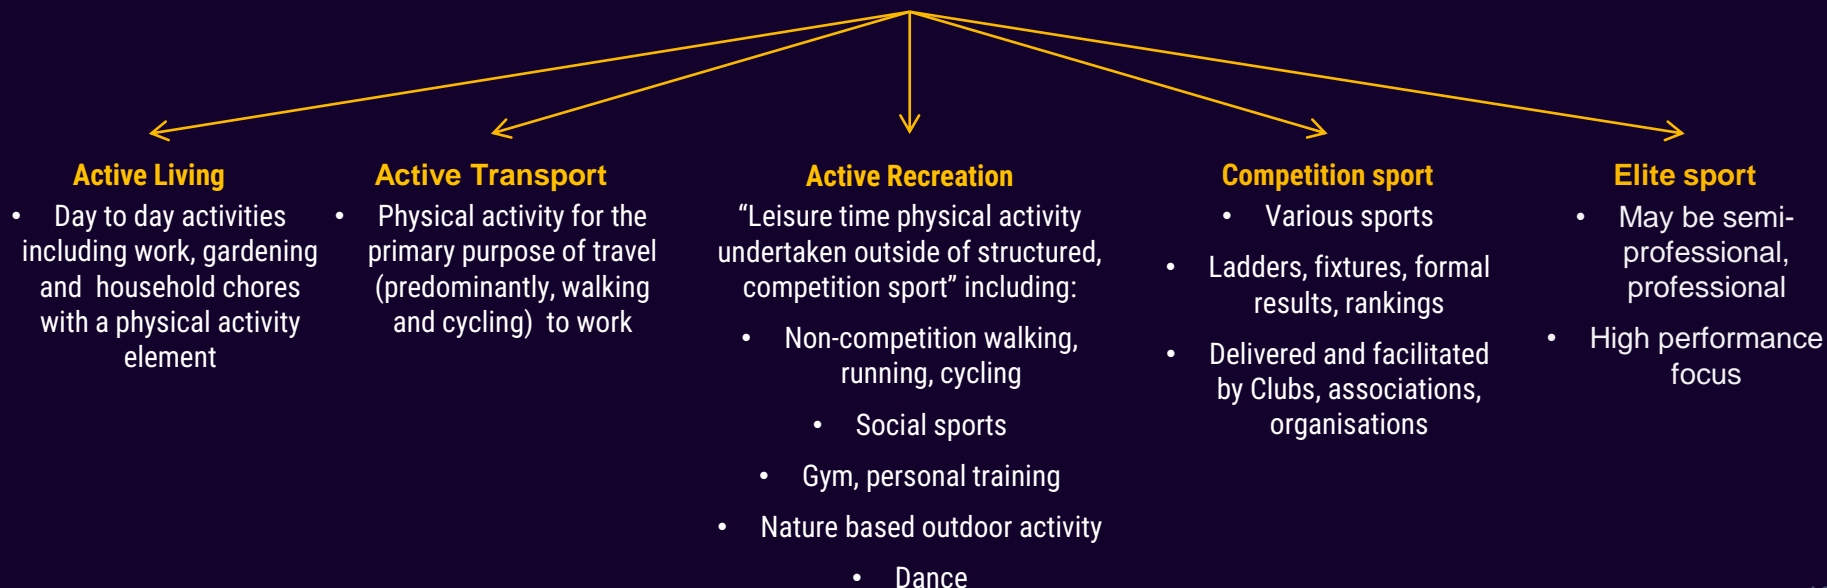 Active Living
• Day to day activities
including work, gardening
and household chores
with a physical activity
element
Active Transport
• Physical activity for the
primary purpose of travel
(predominantly, walking
and cycling) to work
Active Recreation
“Leisure time physical activity
undertaken outside of structured,
competition sport” including:
• Non-competition walking,
running, cycling
• Social sports
• Gym, personal training
• Nature based outdoor activity
• Dance
Competition sport
• Various sports
• Ladders, fixtures, formal
results, rankings
• Delivered and facilitated
by Clubs, associations,
organisations
Elite sport
• May be semi-
professional,
professional
• High performance
focus